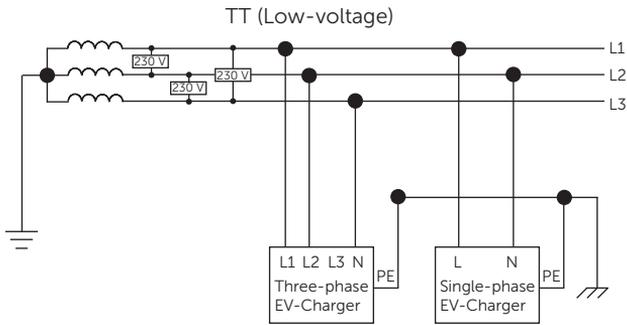 TT (Low-voltage)
L1
230 V
230 V
L2
230 V
L3
L1 L2 L3 N
PE
Three-phase
EV-Charger
L N
PE
Single-phase
EV-Charger